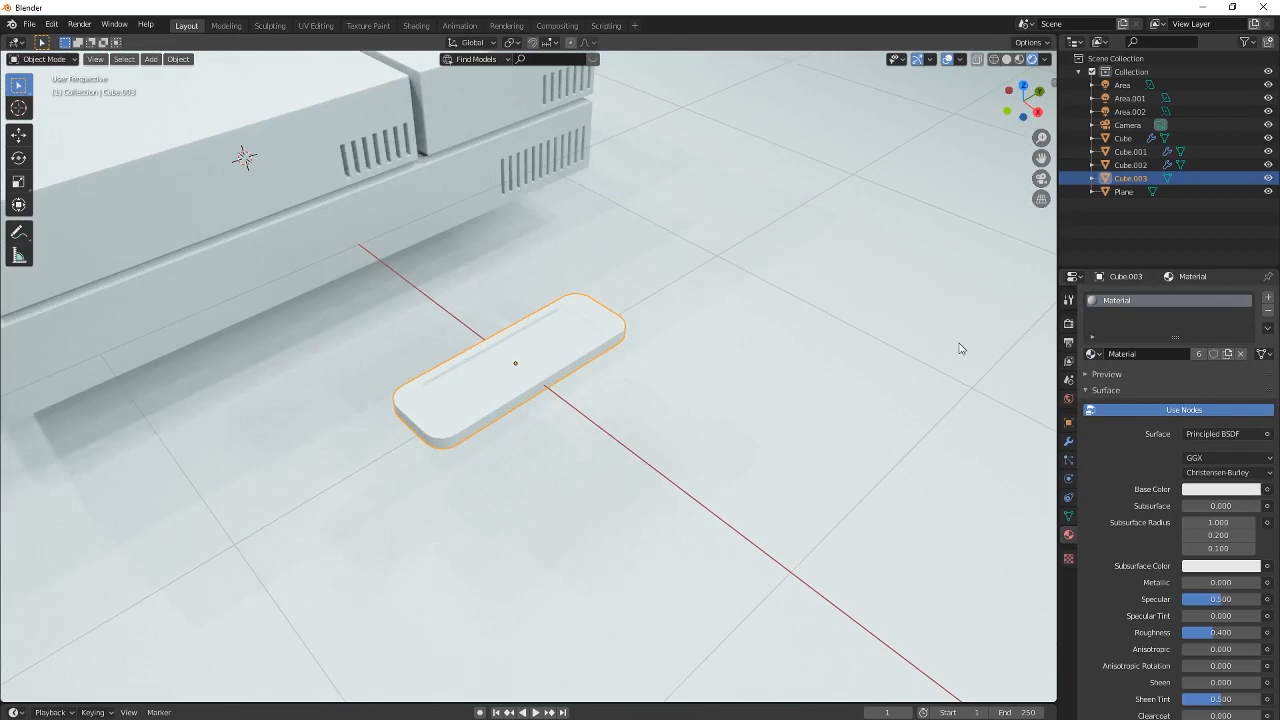 Blender
File Edit Render Window Help Layout Modeling Sculpting UV Editing Texture Paint Shading Animation Rendering Compositing Scripting + Scene View Layer
Global Options
Object Mode View Select Add Object Find Models
User Perspective
(1) Collection | Cube.003
Scene Collection
Collection
Area
Area.001
Area.002
Camera
Cube
Cube.001
Cube.002
Cube.003
Plane
Cube.003 Material
Material
Material 6
Preview
Surface
Use Nodes
Surface Principled BSDF
GGX
Christensen-Burley
Base Color
Subsurface 0.000
Subsurface Radius 1.000
0.200
0.100
Subsurface Color
Metallic 0.000
Specular 0.500
Specular Tint 0.000
Roughness 0.400
Anisotropic 0.000
Anisotropic Rotation 0.000
Sheen 0.000
Sheen Tint 0.500
Clearcoat 0.000
Playback Keying View Marker 1 Start 1 End 250
X